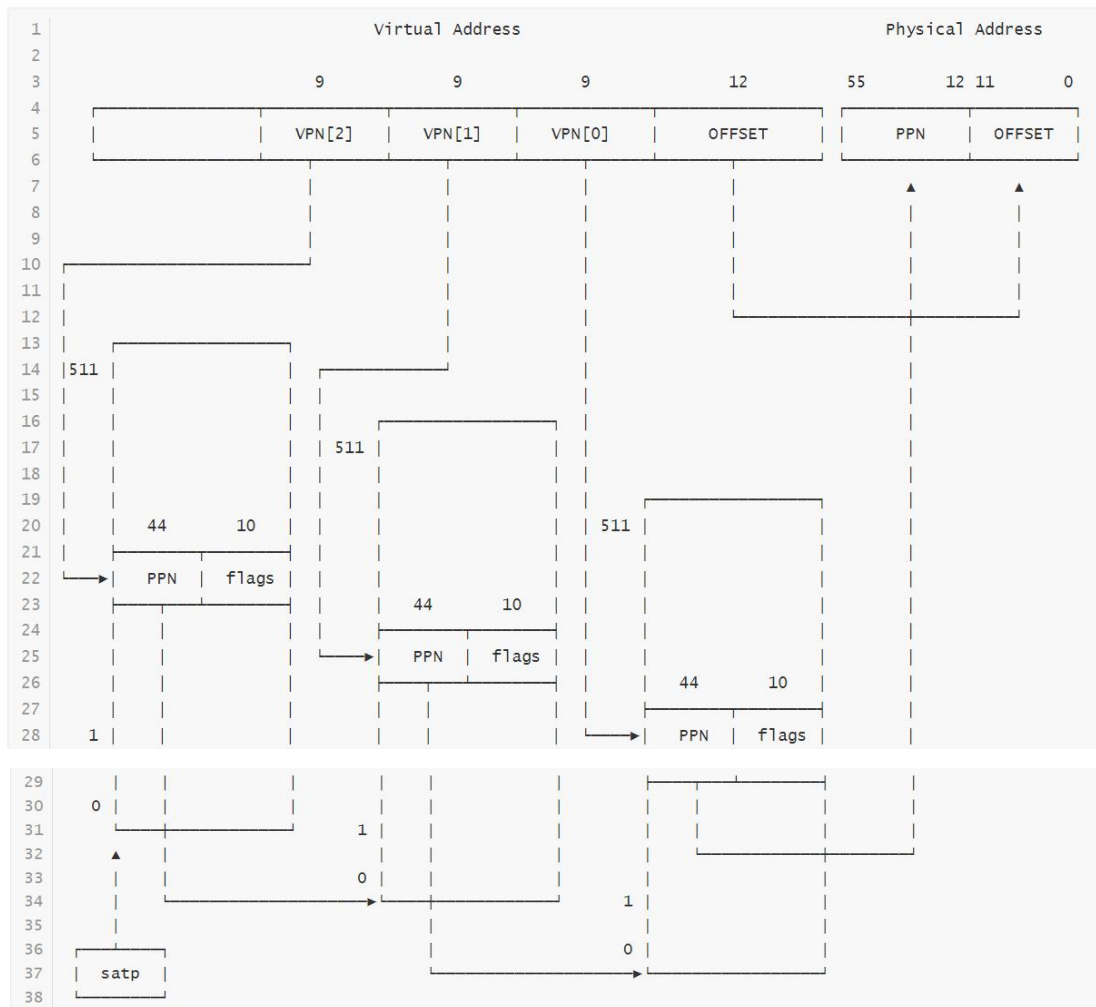 1 Virtual Address Physical Address
2
3 9 9 9 12 55 12 11 0
4
5 VPN[2] VPN[1] VPN[0] OFFSET PPN OFFSET
6
7
8
9
10
11
12
13
14 511
15
16
17 511
18
19
20 44 10 511
21
22 PPN flags
23 44 10
24
25 PPN flags
26 44 10
27
28 1 PPN flags
29
30 0
31 1
32
33 0
34 1
35
36 0
37 satp
38